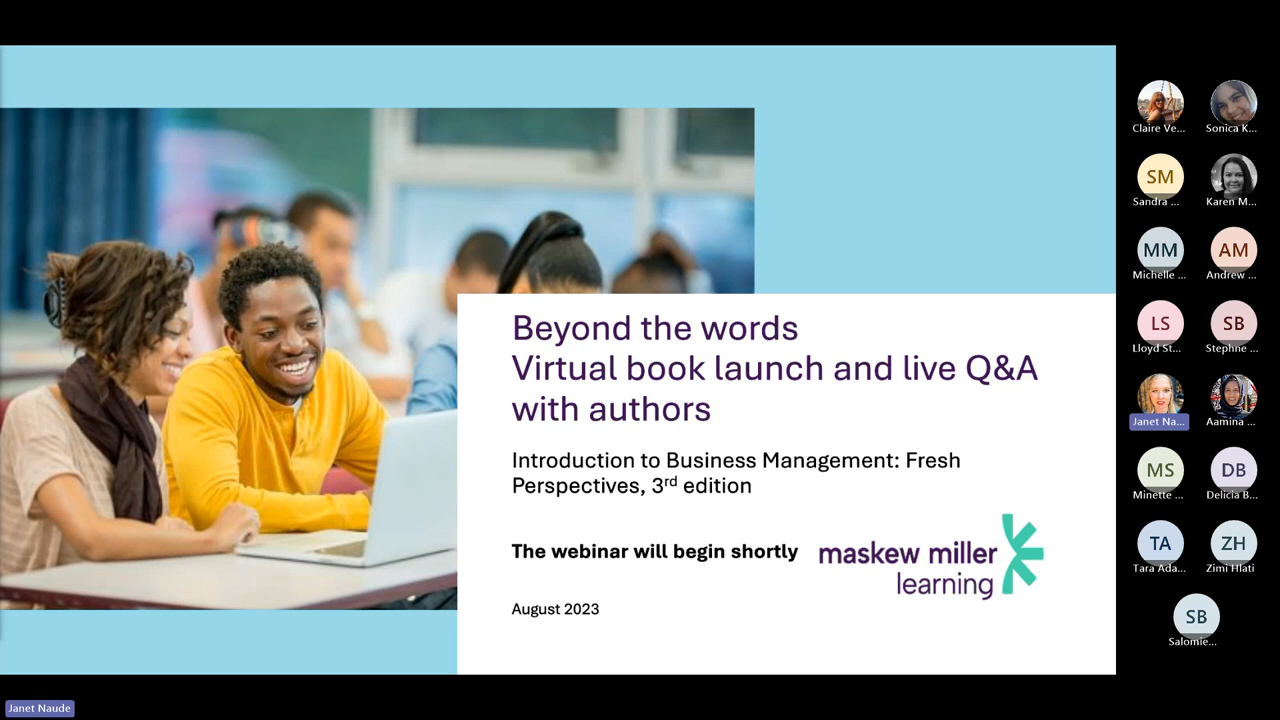 Beyond the words
Virtual book launch and live Q&A
with authors
Introduction to Business Management: Fresh
Perspectives, 3rd edition
The webinar will begin shortly
maskew miller
learning
August 2023
Claire Ve...
Sonica K...
SM
Sandra ...
Karen M...
MM
Michelle ...
AM
Andrew ...
LS
Lloyd St...
SB
Stephne ...
Janet Na...
Aamina ...
MS
Minette ...
DB
Delicia B...
TA
Tara Ada...
ZH
Zimi Hlati
SB
Salomie...
Janet Naude